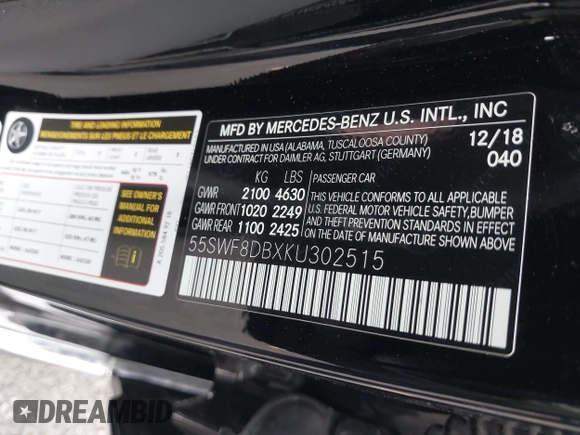 TIRE AND LOADING INFORMATION
RENSEIGNEMENTS SUR LES PNEUS ET LE CHARGEMENT
SEE OWNER'S
MANUAL FOR
ADDITIONAL
INFORMATION
MFD BY MERCEDES-BENZ U.S. INTL., INC
MANUFACTURED IN USA (ALABAMA, TUSCALOOSA COUNTY) 12/18
UNDER CONTRACT FOR DAIMLER AG, STUTTGART (GERMANY) 040
KG LBS PASSENGER CAR
GVWR 2100 4630
GAWR FRONT 1020 2249
GAWR REAR 1100 2425
THIS VEHICLE CONFORMS TO ALL APPLICABLE
U.S. FEDERAL MOTOR VEHICLE SAFETY, BUMPER
AND THEFT PREVENTION STANDARDS IN EFFECT
ON THE DATE OF MANUFACTURE SHOWN ABOVE.
55SWF8DBXKU302515
DREAMBID